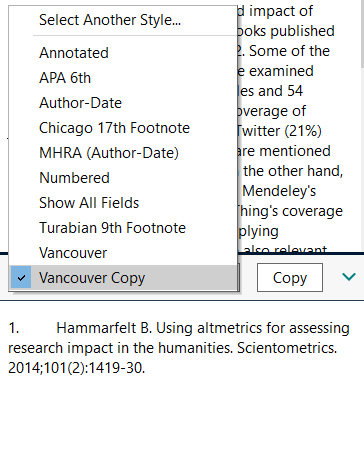 Select Another Style...
Annotated
APA 6th
Author-Date
Chicago 17th Footnote
MHRA (Author-Date)
Numbered
Show All Fields
Turabian 9th Footnote
Vancouver
Vancouver Copy
d impact of
ooks published
2. Some of the
e examined
les and 54
overage of
Twitter (21%)
are mentioned
the other hand,
Mendeley's
Thing's coverage
plying
also relevant
Copy
1. Hammarfelt B. Using altmetrics for assessing
research impact in the humanities. Scientometrics.
2014;101(2):1419-30.